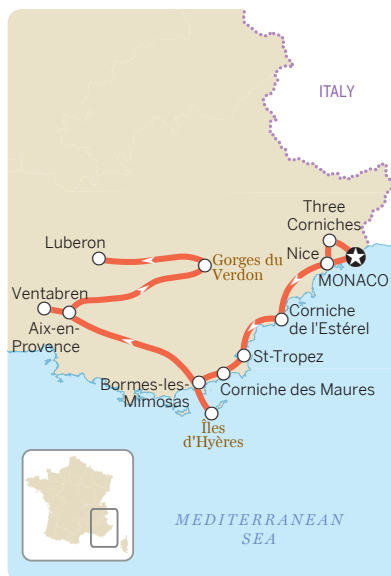 ITALY
Three
Corniches
Nice
MONACO
Luberon
Gorges du
Verdon
Corniche
de l'Estérel
Ventabren
Aix-en-
Provence
St-Tropez
Bormes-les-
Mimosas
Corniche des Maures
Îles
d'Hyères
MEDITERRANEAN
SEA